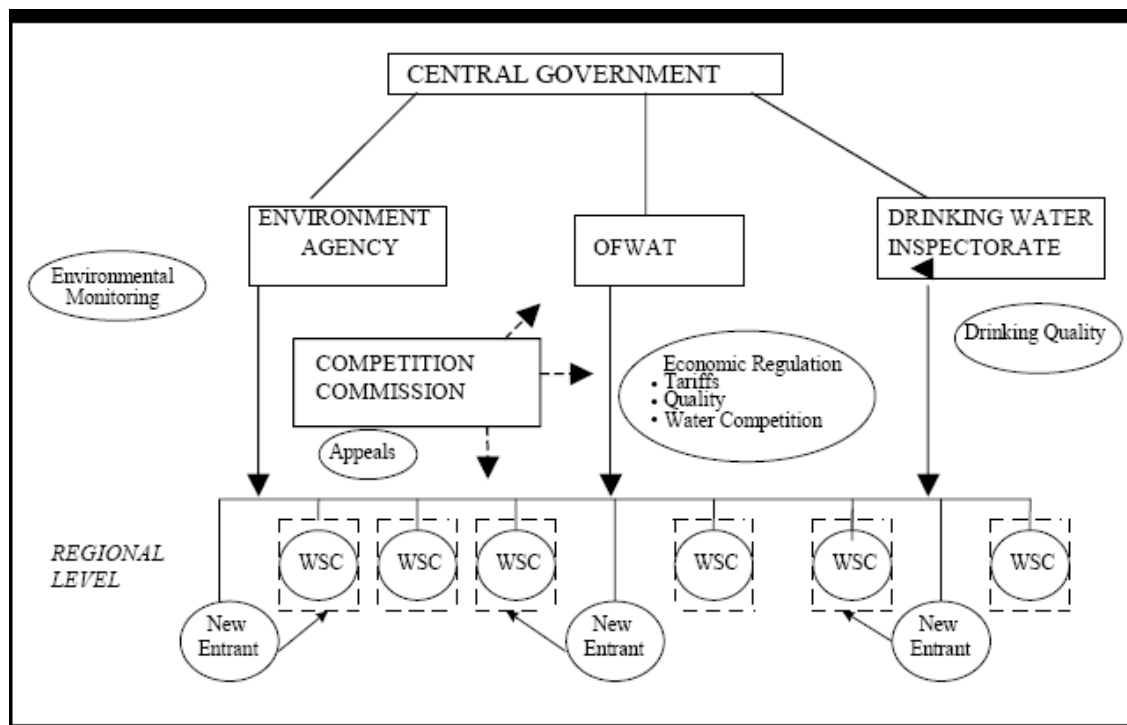 CENTRAL GOVERNMENT
ENVIRONMENT
AGENCY
OFWAT
DRINKING WATER
INSPECTORATE
Environmental
Monitoring
Drinking Quality
COMPETITION
COMMISSION
Economic Regulation
• Tariffs
• Quality
• Water Competition
Appeals
REGIONAL
LEVEL
WSC
WSC
WSC
WSC
WSC
WSC
New
Entrant
New
Entrant
New
Entrant